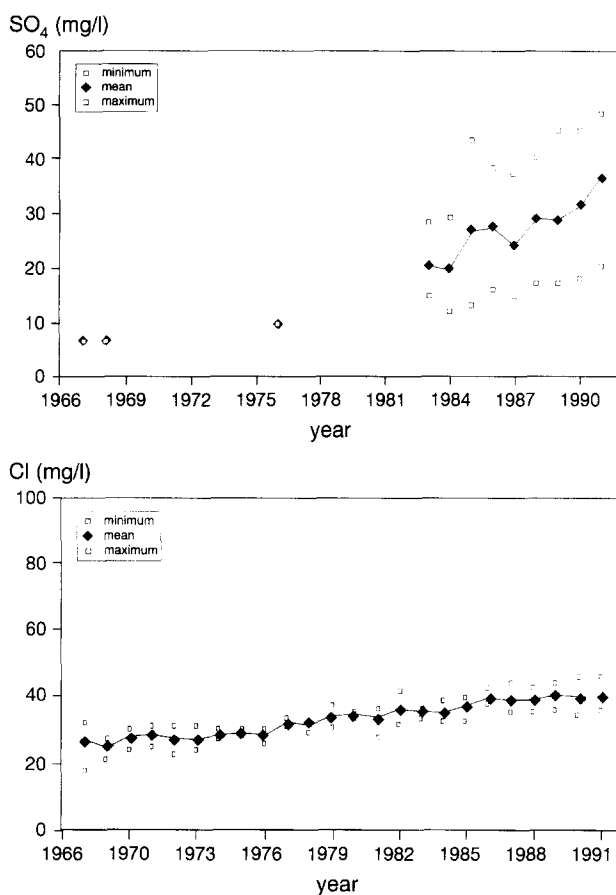 SO4 (mg/l)
60
minimum
mean
maximum
50
40
30
20
10
0
1966 1969 1972 1975 1978 1981 1984 1987 1990
year
Cl (mg/l)
100
minimum
mean
maximum
80
60
40
20
0
1966 1970 1973 1976 1979 1982 1985 1988 1991
year